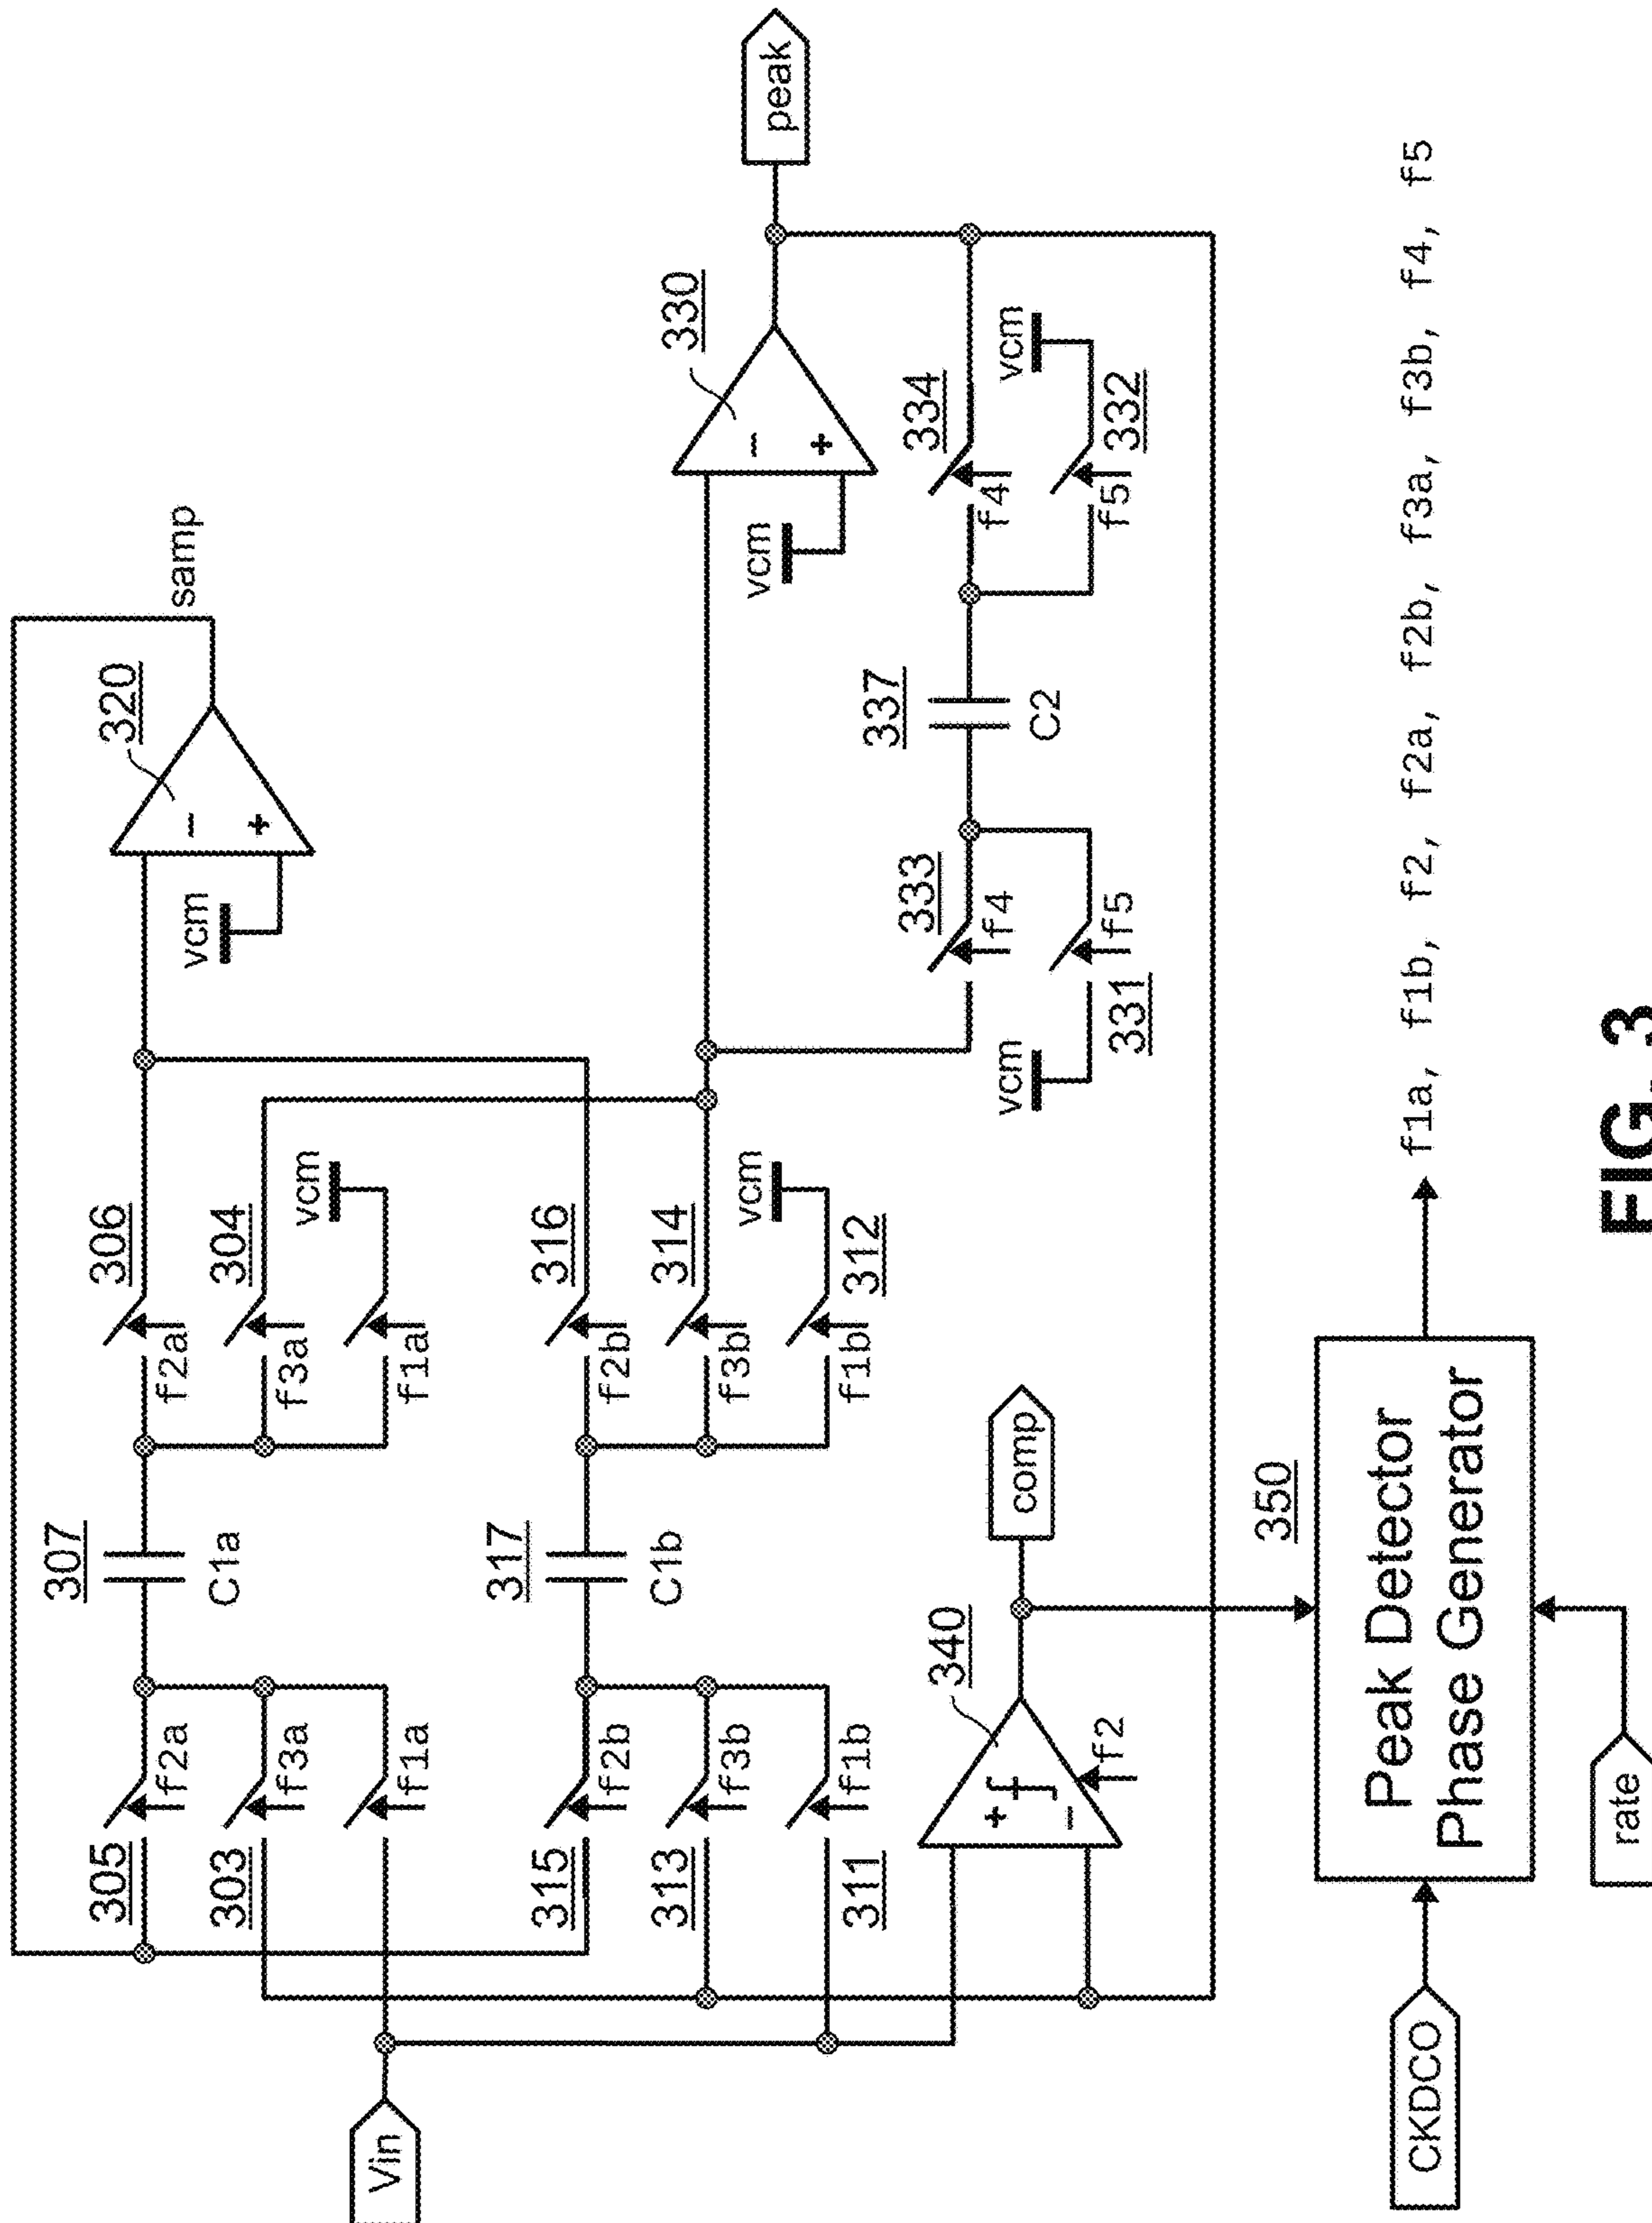 samp
320
306
vcm
f2a
307
C1a
305
f2a
304
f3a
303
f3a
vcm
f1a
f1a
Vin
330
peak
316
f2b
317
C1b
315
f2b
314
f3b
313
f3b
vcm
312
f1b
311
f1b
vcm
334
f4
vcm
332
f5
337
C2
333
f4
vcm
331
f5
340
comp
f2
350
Peak Detector
Phase Generator
CKDCO
rate
f1a, f1b, f2, f2a, f2b, f3a, f3b, f4, f5
FIG. 3